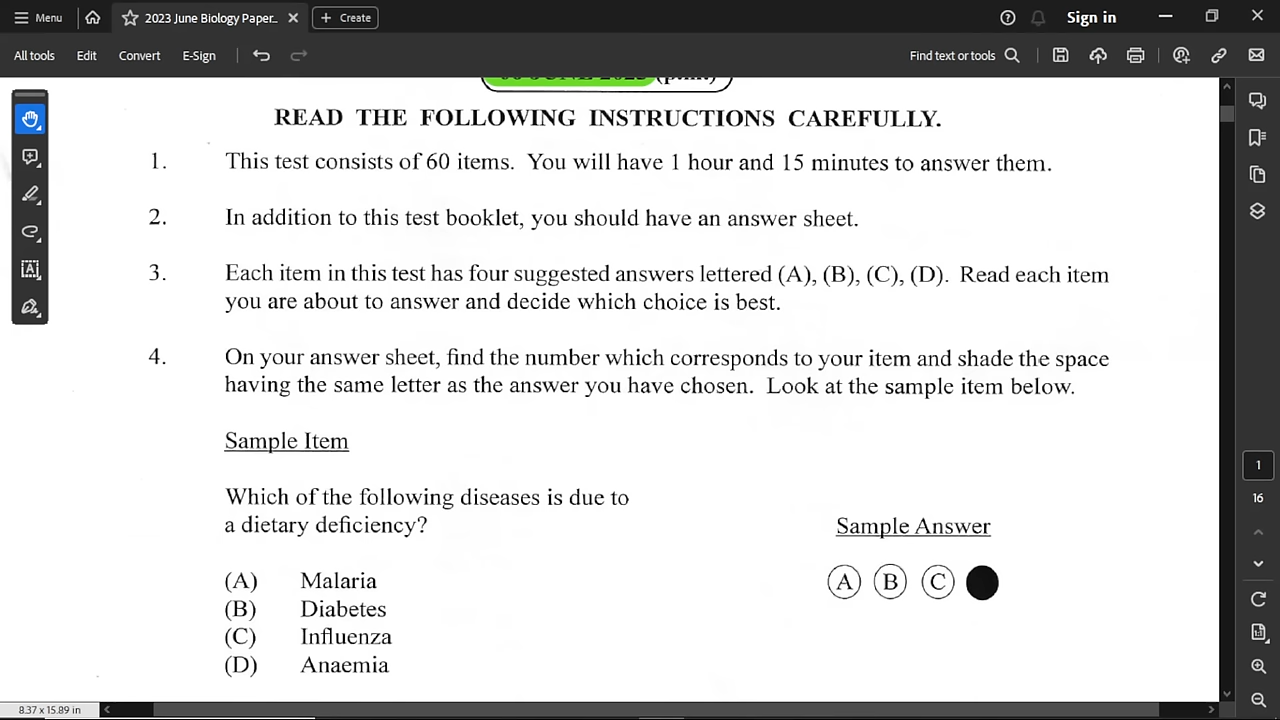 Menu
2023 June Biology Paper...
Create
Sign in
All tools
Edit
Convert
E-Sign
Find text or tools
READ THE FOLLOWING INSTRUCTIONS CAREFULLY.
1. This test consists of 60 items. You will have 1 hour and 15 minutes to answer them.
2. In addition to this test booklet, you should have an answer sheet.
3. Each item in this test has four suggested answers lettered (A), (B), (C), (D). Read each item
you are about to answer and decide which choice is best.
4. On your answer sheet, find the number which corresponds to your item and shade the space
having the same letter as the answer you have chosen. Look at the sample item below.
Sample Item
Which of the following diseases is due to
a dietary deficiency?
Sample Answer
(A) Malaria
(B) Diabetes
(C) Influenza
(D) Anaemia
A B C
1
16
8.37 x 15.89 in